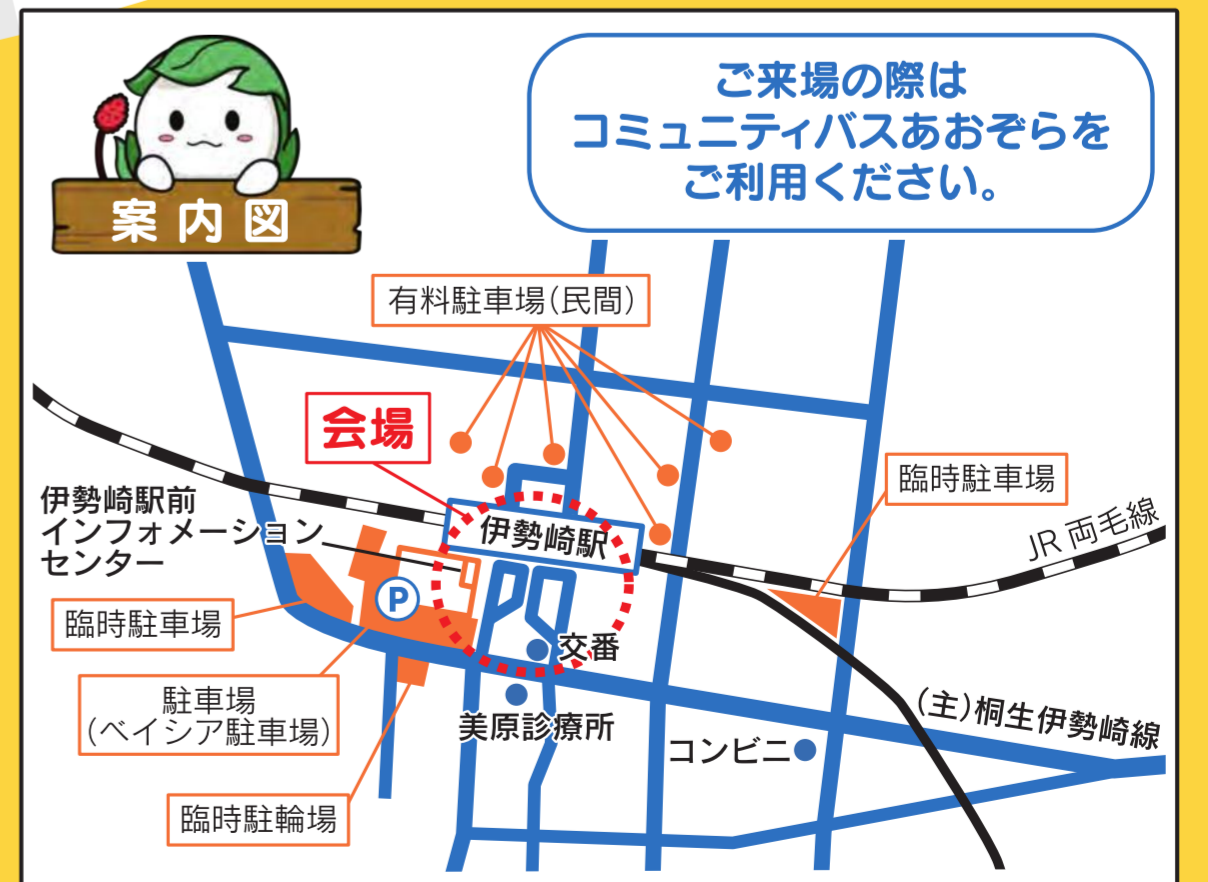 案内図
ご来場の際は
コミュニティバスあおぞらを
ご利用ください。
有料駐車場(民間)
会場
臨時駐車場
伊勢崎駅前
インフォメーション
センター
伊勢崎駅
JR 両毛線
P
臨時駐車場
交番
駐車場
(ベイシア駐車場)
美原診療所
(主)桐生伊勢崎線
コンビニ
臨時駐輪場